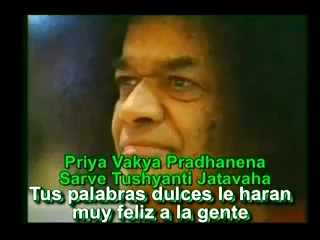 Priya Vakya Pradhanena
Sarve Tushyanti Jatavaha
Tus palabras dulces le haran
muy feliz a la gente